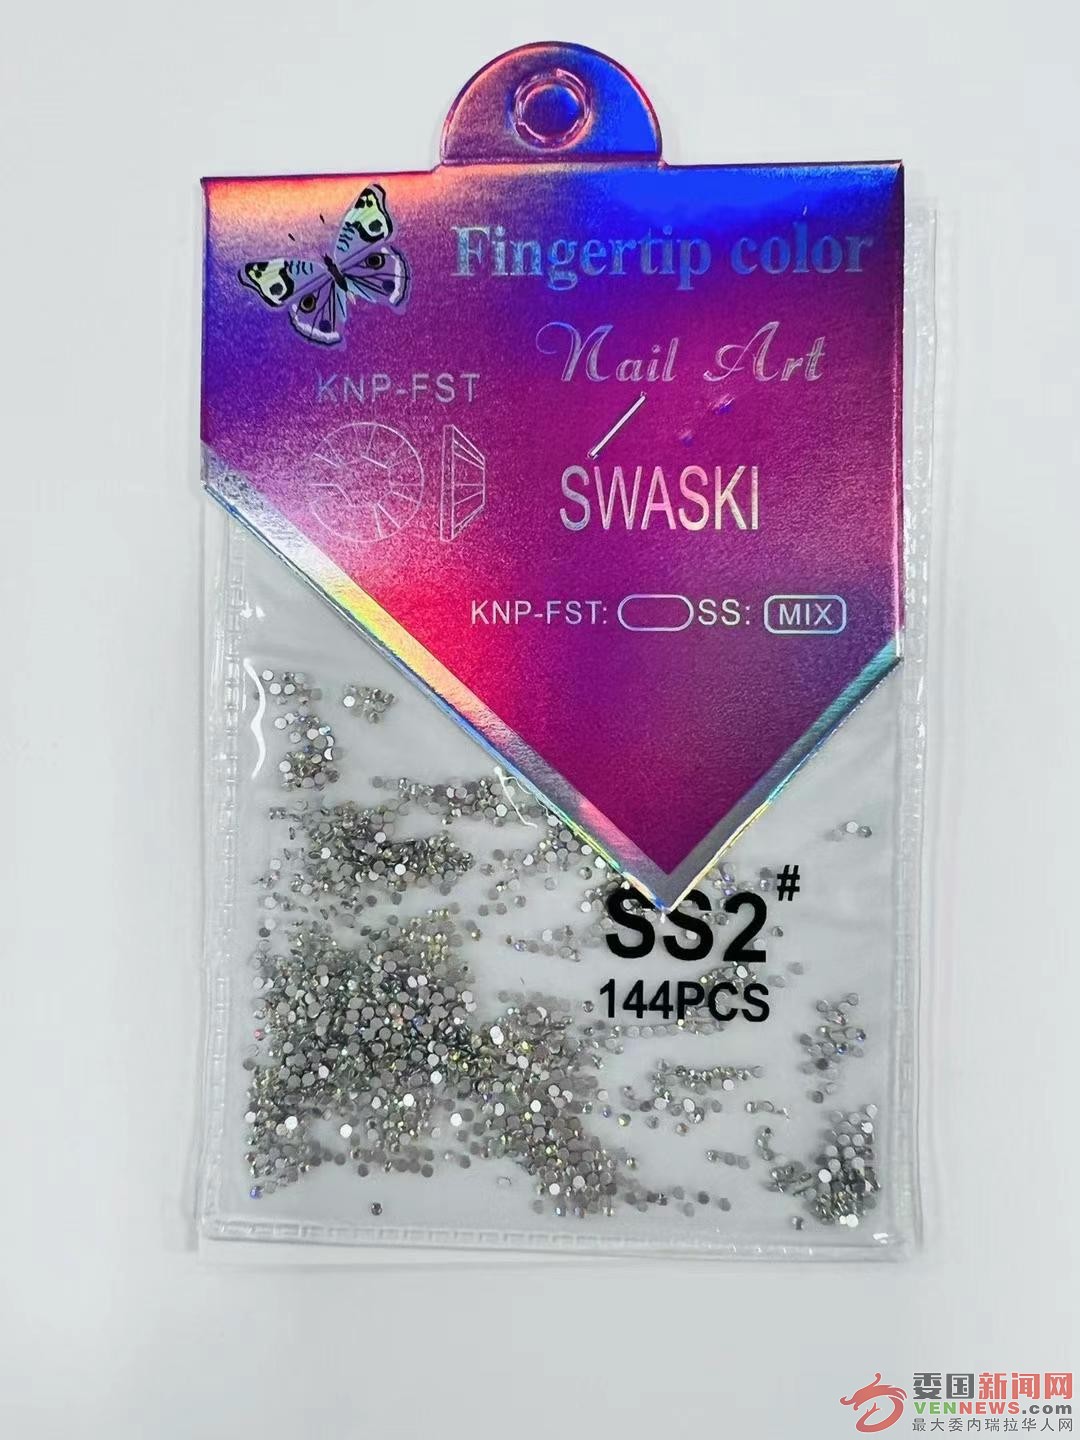 Fingertip color
Nail Art
KNP-FST
SWASKI
KNP-FST: SS: MIX
SS2#
144PCS
委国新闻网
VENNEWS.com
最大委内瑞拉华人网